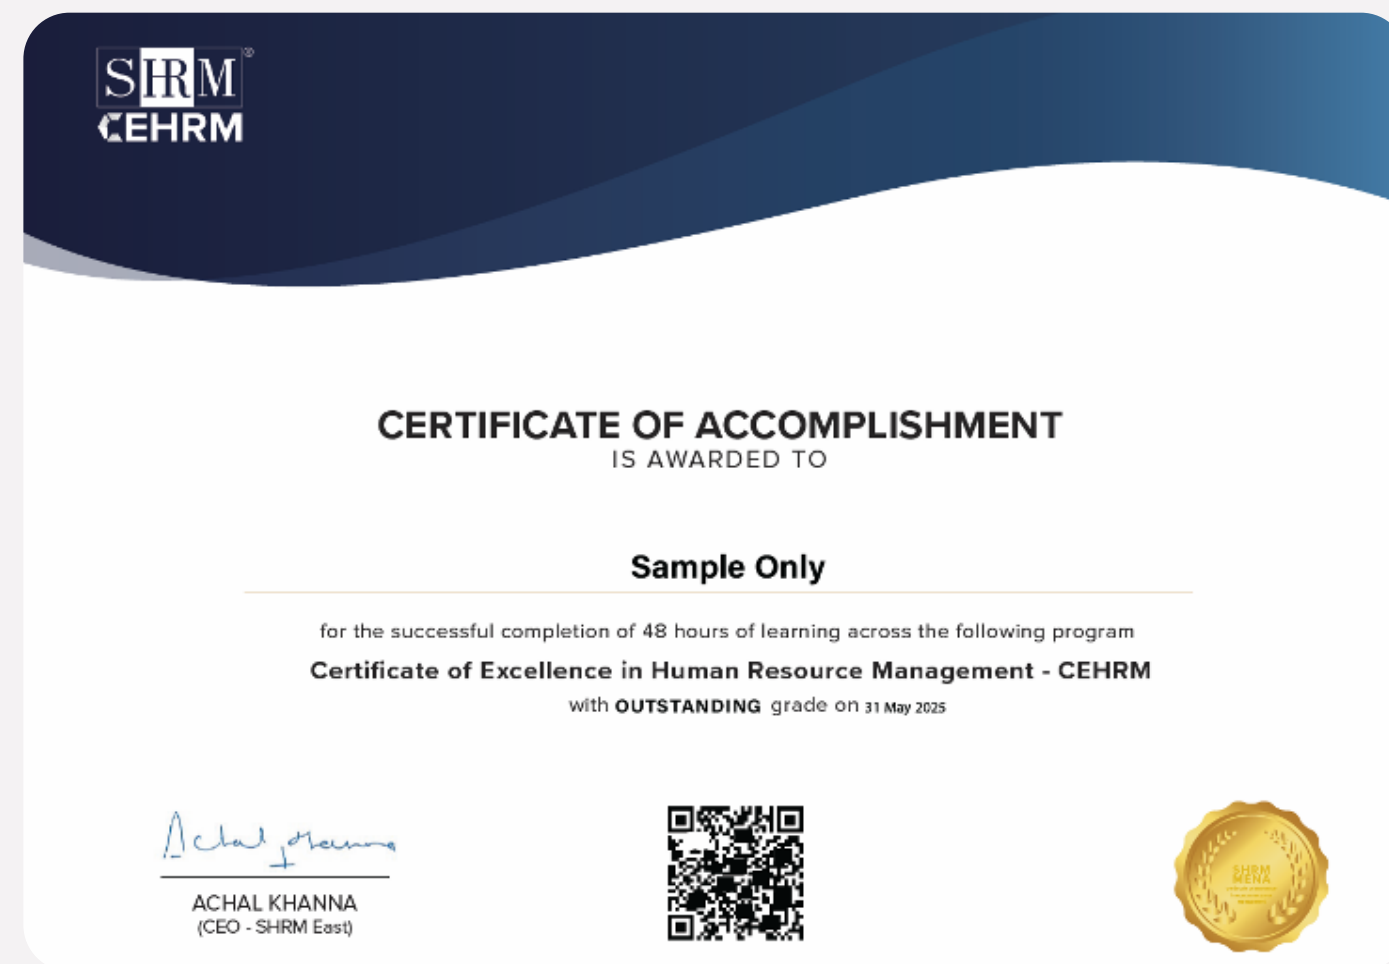 SHRM®
CEHRM
CERTIFICATE OF ACCOMPLISHMENT
IS AWARDED TO
Sample Only
for the successful completion of 48 hours of learning across the following program
Certificate of Excellence in Human Resource Management - CEHRM
with OUTSTANDING grade on 31 May 2025
Achal Khanna
ACHAL KHANNA
(CEO - SHRM East)
SHRM
MENA